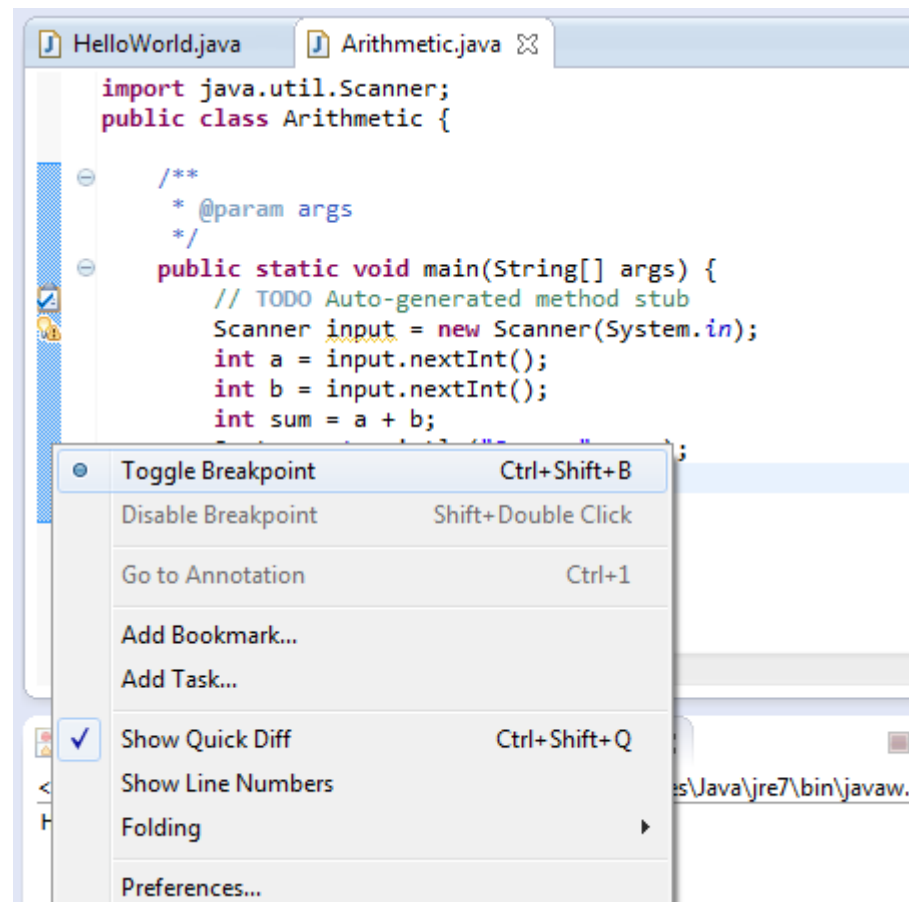 HelloWorld.java Arithmetic.java
import java.util.Scanner;
public class Arithmetic {
/**
* @param args
*/
public static void main(String[] args) {
// TODO Auto-generated method stub
Scanner input = new Scanner(System.in);
int a = input.nextInt();
int b = input.nextInt();
int sum = a + b;
);
Toggle Breakpoint Ctrl+Shift+B
Disable Breakpoint Shift+Double Click
Go to Annotation Ctrl+1
Add Bookmark...
Add Task...
Show Quick Diff Ctrl+Shift+Q
Show Line Numbers
es\Java\jre7\bin\javaw.
Folding
Preferences...